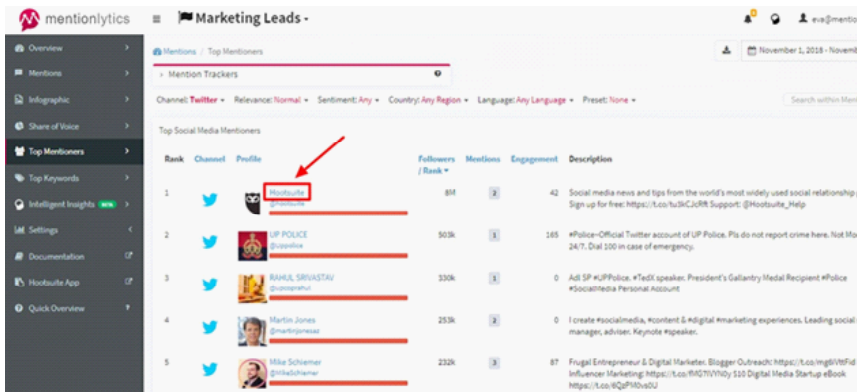 mentionlytics
Marketing Leads
eva@mentio
Overview
Mentions / Top Mentioners
November 1, 2018 - Novemb
Mentions
Mention Trackers
Infographic
Channel: Twitter Relevance: Normal Sentiment: Any Country: Any Region Language: Any Language Preset: None
Search within Men
Share of Voice
Top Social Media Mentioners
Top Mentioners
Rank Channel Profile Followers / Rank Mentions Engagement Description
Top Keywords
Intelligent Insights BETA
Settings
Documentation
Hootsuite App
Quick Overview
1 Hootsuite 8M 2 42 Social media news and tips from the world's most widely used social relationship
@hootsuite Sign up for free: Support: @Hootsuite_Help
2 UP POLICE 503k 1 165 #Police-Official Twitter account of UP Police. Pls do not report crime here. Not Mo
@uppolice 24/7. Dial 100 in case of emergency.
3 RAHUL SRIVASTAV 330k 1 0 Adl SP #UPPolice. #TedX speaker. President's Gallantry Medal Recipient #Police
@upcoprahul #SocialMedia Personal Account
4 Martin Jones 253k 2 0 I create #socialmedia, #content & #digital #marketing experiences. Leading social
@martinjonesaz manager, adviser. Keynote #speaker.
5 Mike Schiemer 232k 3 87 Frugal Entrepreneur & Digital Marketer. Blogger Outreach:
@MikeSchiemer Influencer Marketing: $10 Digital Media Startup eBook